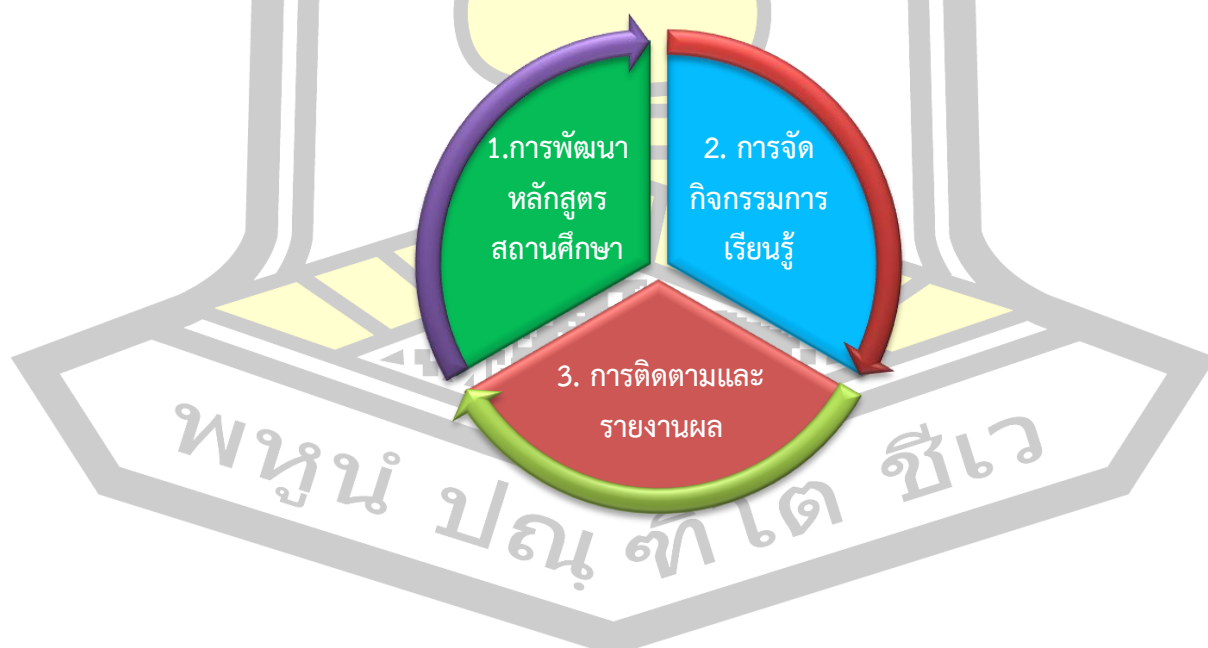 1.การพัฒนา
หลักสูตร
สถานศึกษา
2. การจัด
กิจกรรมการ
เรียนรู้
3. การติดตามและ
รายงานผล
พหูนํ ปณฺฑิโต ชีเว